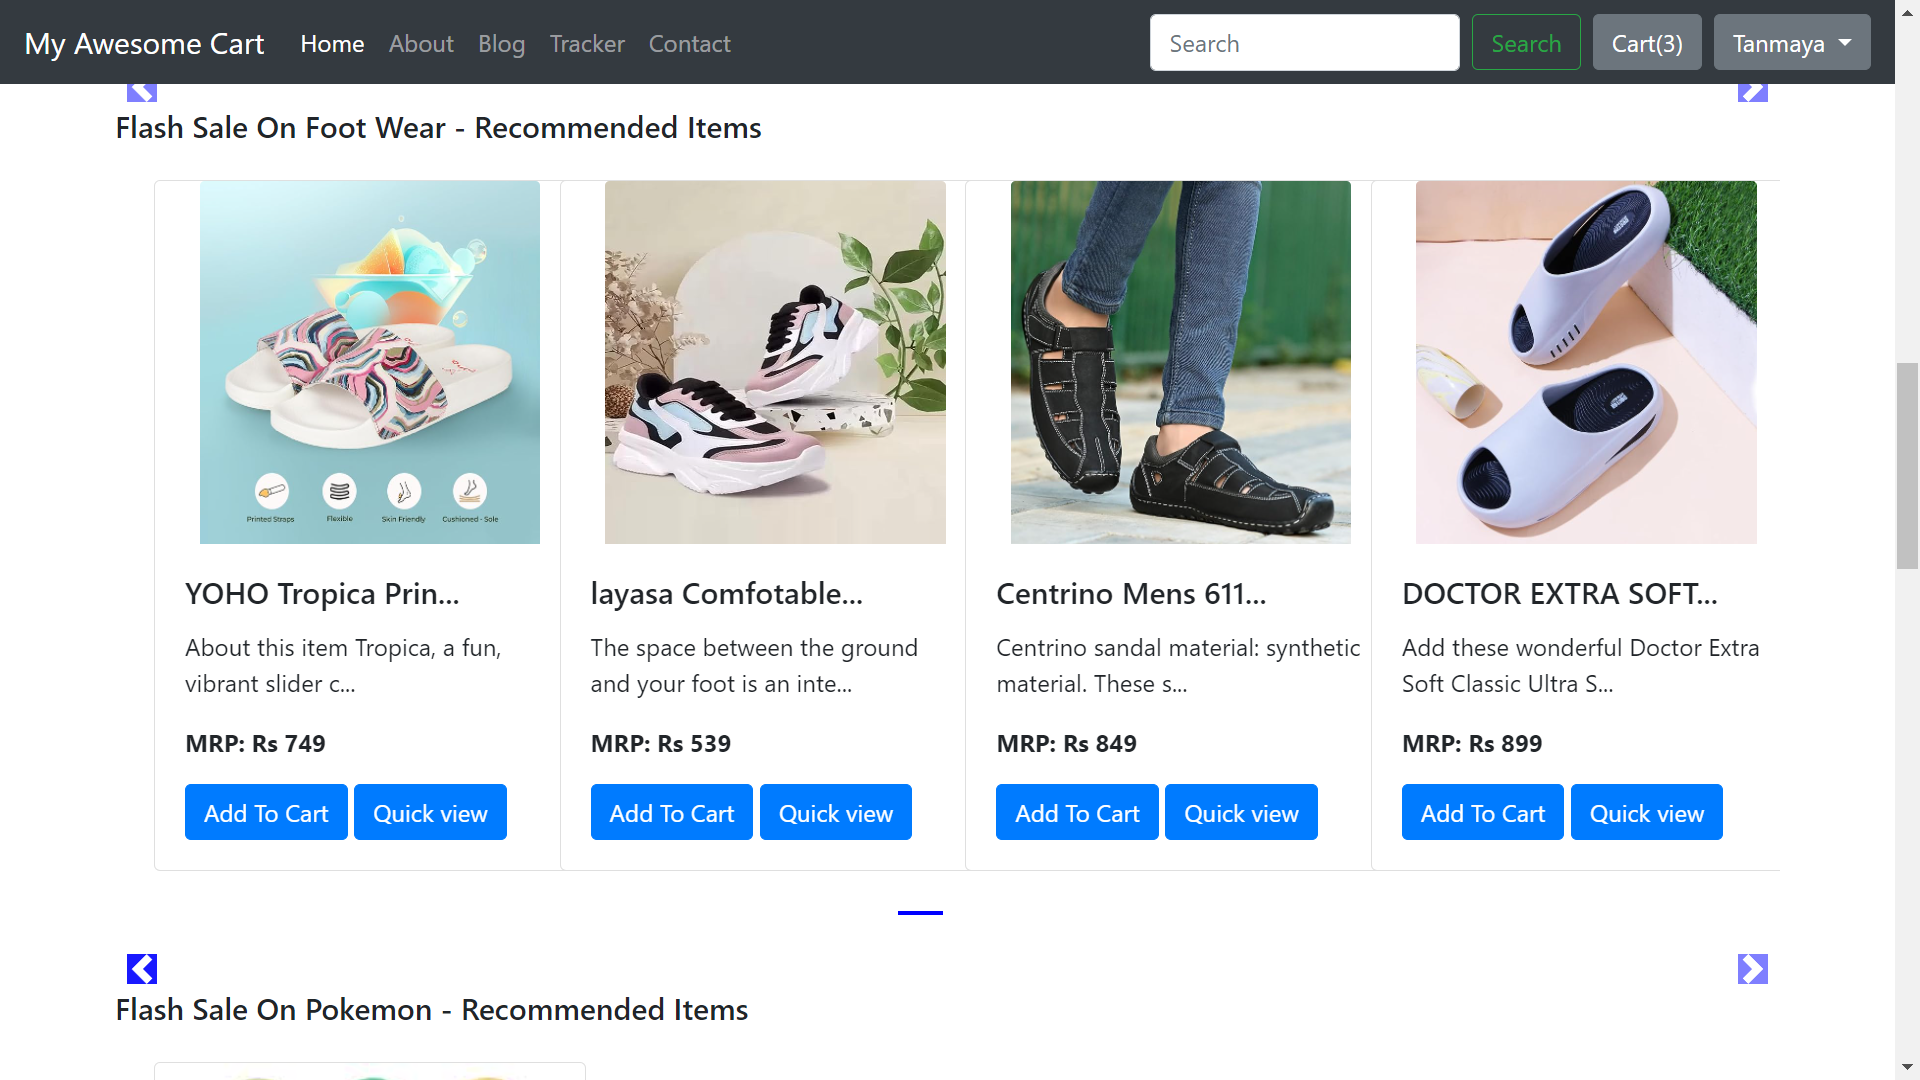 My Awesome Cart Home About Blog Tracker Contact Search Search Cart(3) Tanmaya
Flash Sale On Foot Wear - Recommended Items
Printed Straps Flexible Skin Friendly Cushioned - Sole
YOHO Tropica Prin...
About this item Tropica, a fun,
vibrant slider c...
MRP: Rs 749
Add To Cart Quick view
layasa Comfotable...
The space between the ground
and your foot is an inte...
MRP: Rs 539
Add To Cart Quick view
Centrino Mens 611...
Centrino sandal material: synthetic
material. These s...
MRP: Rs 849
Add To Cart Quick view
DOCTOR EXTRA SOFT...
Add these wonderful Doctor Extra
Soft Classic Ultra S...
MRP: Rs 899
Add To Cart Quick view
Flash Sale On Pokemon - Recommended Items